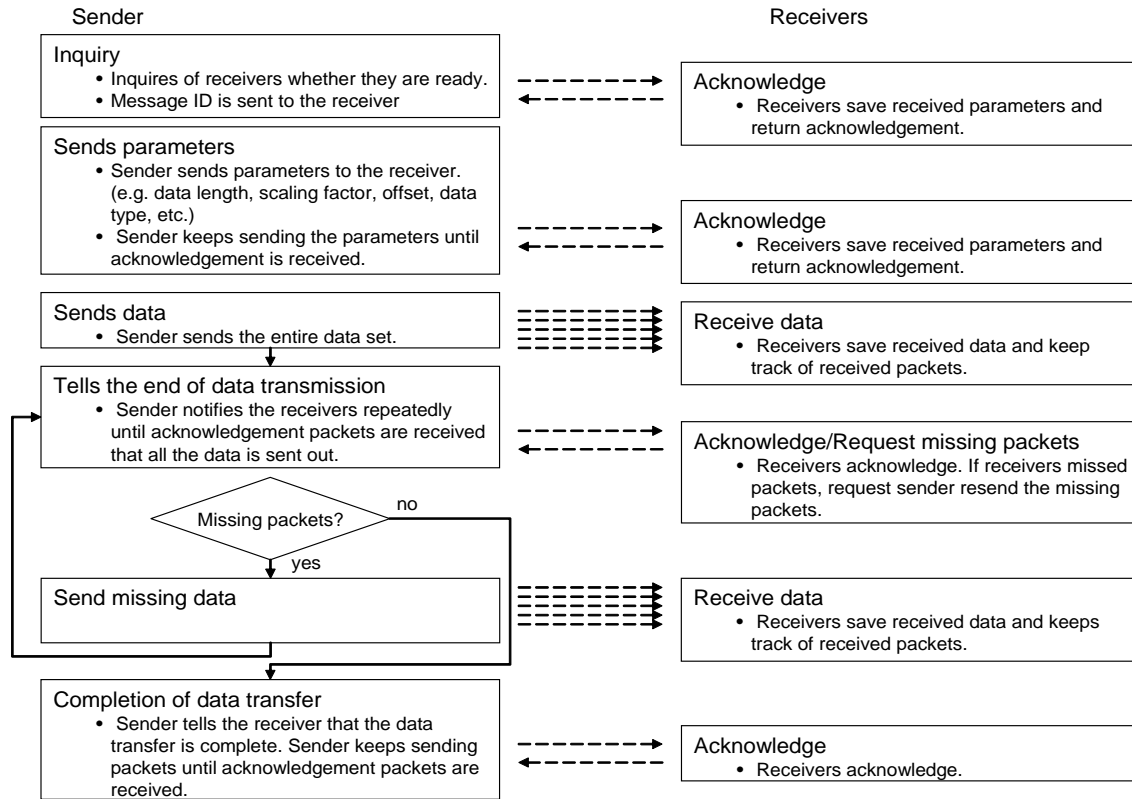 Sender
Receivers
Inquiry
• Inquires of receivers whether they are ready.
• Message ID is sent to the receiver
Acknowledge
• Receivers save received parameters and
return acknowledgement.
Sends parameters
• Sender sends parameters to the receiver.
(e.g. data length, scaling factor, offset, data
type, etc.)
• Sender keeps sending the parameters until
acknowledgement is received.
Acknowledge
• Receivers save received parameters and
return acknowledgement.
Sends data
• Sender sends the entire data set.
Receive data
• Receivers save received data and keep
track of received packets.
Tells the end of data transmission
• Sender notifies the receivers repeatedly
until acknowledgement packets are received
that all the data is sent out.
Acknowledge/Request missing packets
• Receivers acknowledge. If receivers missed
packets, request sender resend the missing
packets.
Missing packets?
no
yes
Send missing data
Receive data
• Receivers save received data and keeps
track of received packets.
Completion of data transfer
• Sender tells the receiver that the data
transfer is complete. Sender keeps sending
packets until acknowledgement packets are
received.
Acknowledge
• Receivers acknowledge.